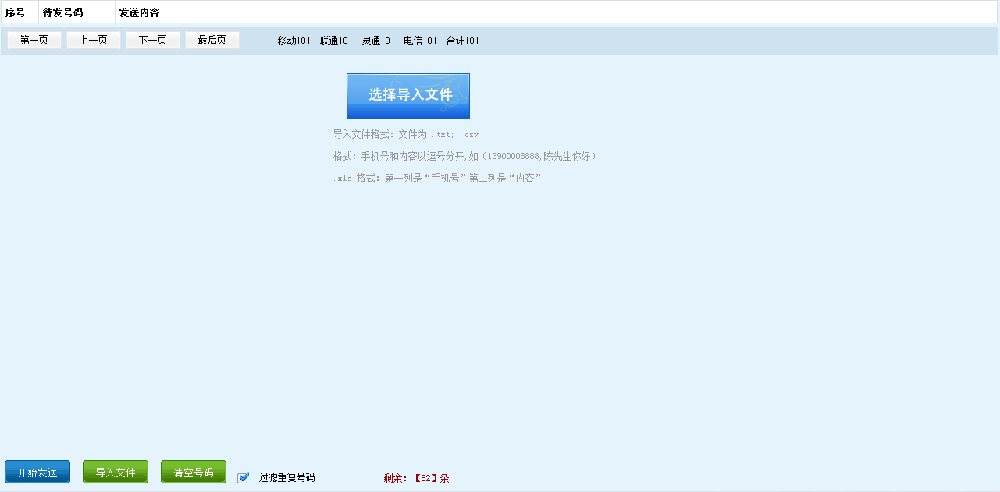 序号 待发号码 发送内容
第一页 上一页 下一页 最后页 移动[0] 联通[0] 灵通[0] 电信[0] 合计[0]
选择导入文件
导入文件格式：文件为 .txt; .csv
格式：手机号和内容以逗号分开,如（13900008888,陈先生你好）
.xls 格式：第一列是“手机号”第二列是“内容”
开始发送 导入文件 清空号码 过滤重复号码 剩余：【62】条